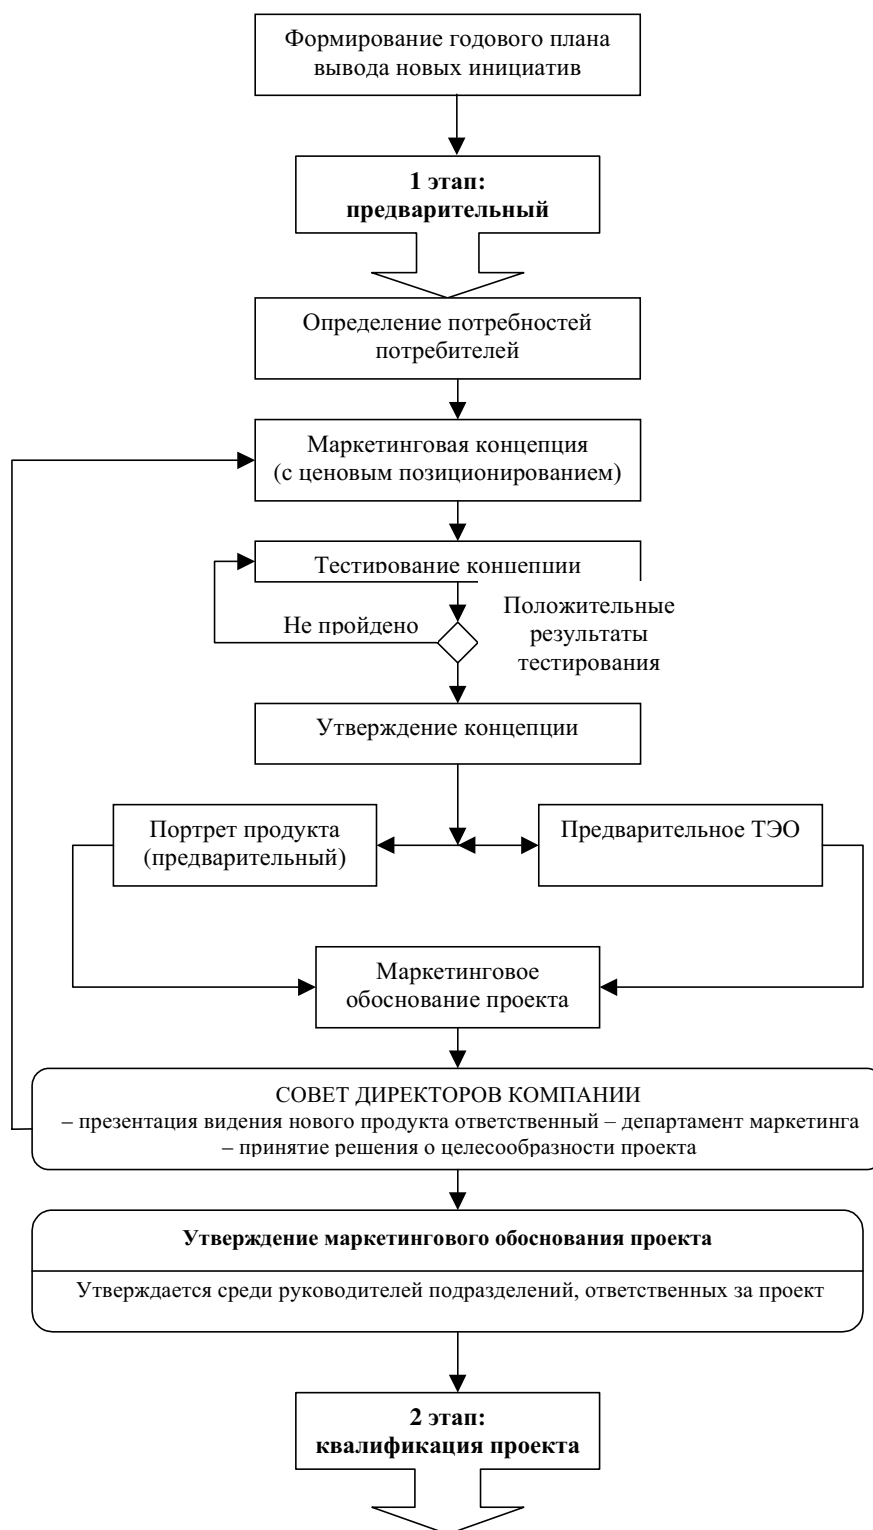 Формирование годового плана
вывода новых инициатив
1 этап:
предварительный
Определение потребностей
потребителей
Маркетинговая концепция
(с ценовым позиционированием)
Тестирование концепции
Не пройдено
Положительные
результаты
тестирования
Утверждение концепции
Портрет продукта
(предварительный)
Предварительное ТЭО
Маркетинговое
обоснование проекта
СОВЕТ ДИРЕКТОРОВ КОМПАНИИ
– презентация видения нового продукта ответственный – департамент маркетинга
– принятие решения о целесообразности проекта
Утверждение маркетингового обоснования проекта
Утверждается среди руководителей подразделений, ответственных за проект
2 этап:
квалификация проекта